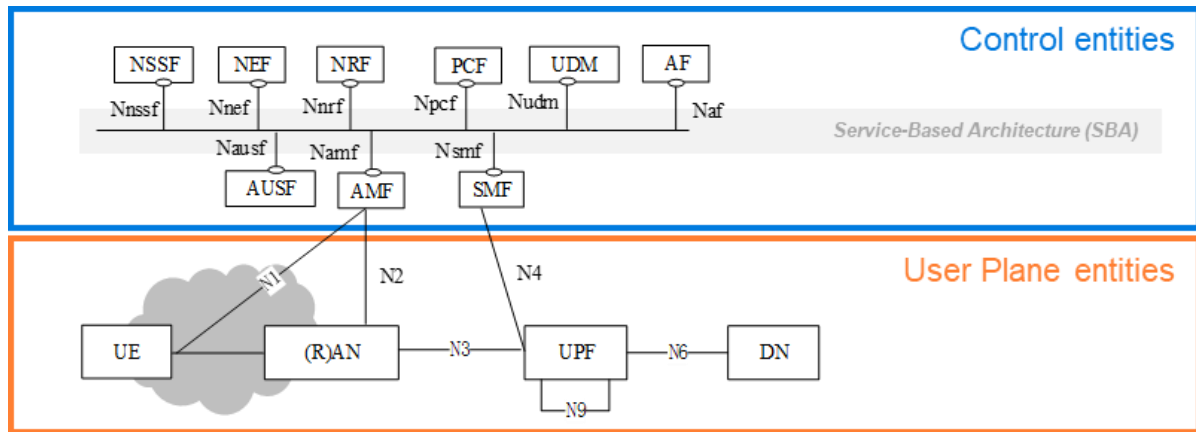 Control entities
NSSF
NEF
NRF
PCF
UDM
AF
Nnssf
Nnef
Nnrf
Npcf
Nudm
Naf
Service-Based Architecture (SBA)
Nausf
Namf
Nsmf
AUSF
AMF
SMF
User Plane entities
N1
N2
N4
UE
(R)AN
N3
UPF
N6
DN
N9